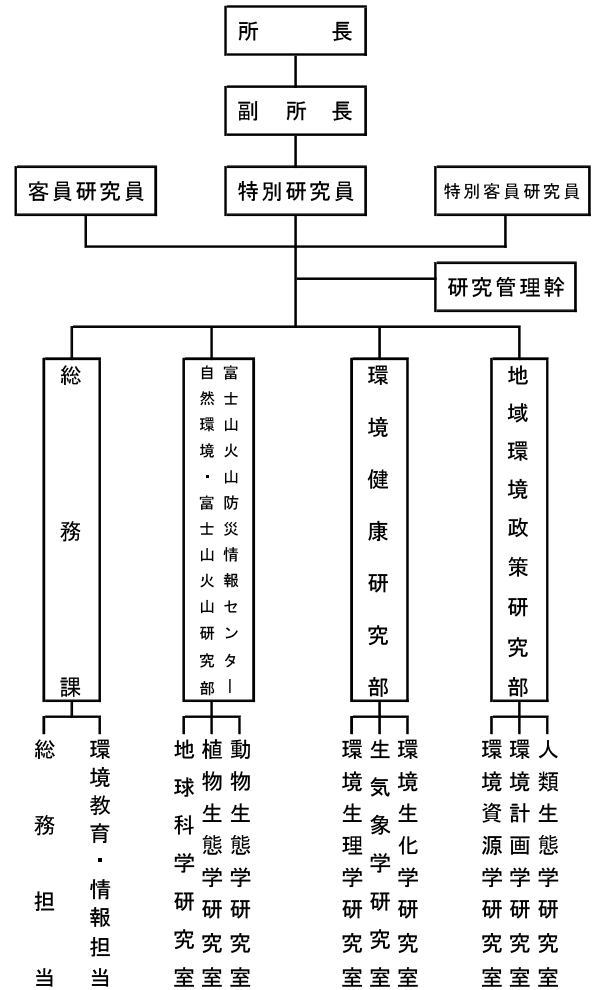 所長
副所長
客員研究員
特別研究員
特別客員研究員
研究管理幹
総務課
富士山火山防災情報センター
自然環境・富士山火山研究部
環境健康研究部
地域環境政策研究部
総務担当
環境教育・情報担当
地球科学研究室
植物生態学研究室
動物生態学研究室
環境生理学研究室
生気象学研究室
環境生化学研究室
環境資源学研究室
環境計画学研究室
人類生態学研究室